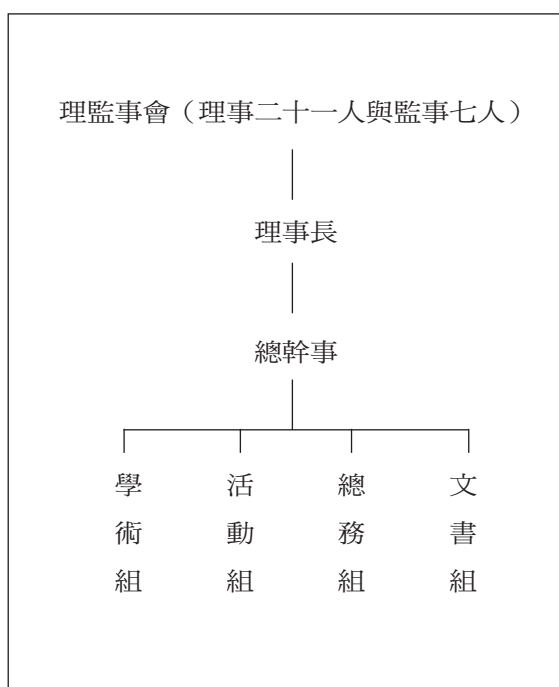 理監事會（理事二十一人與監事七人）
理事長
總幹事
學術組
活動組
總務組
文書組